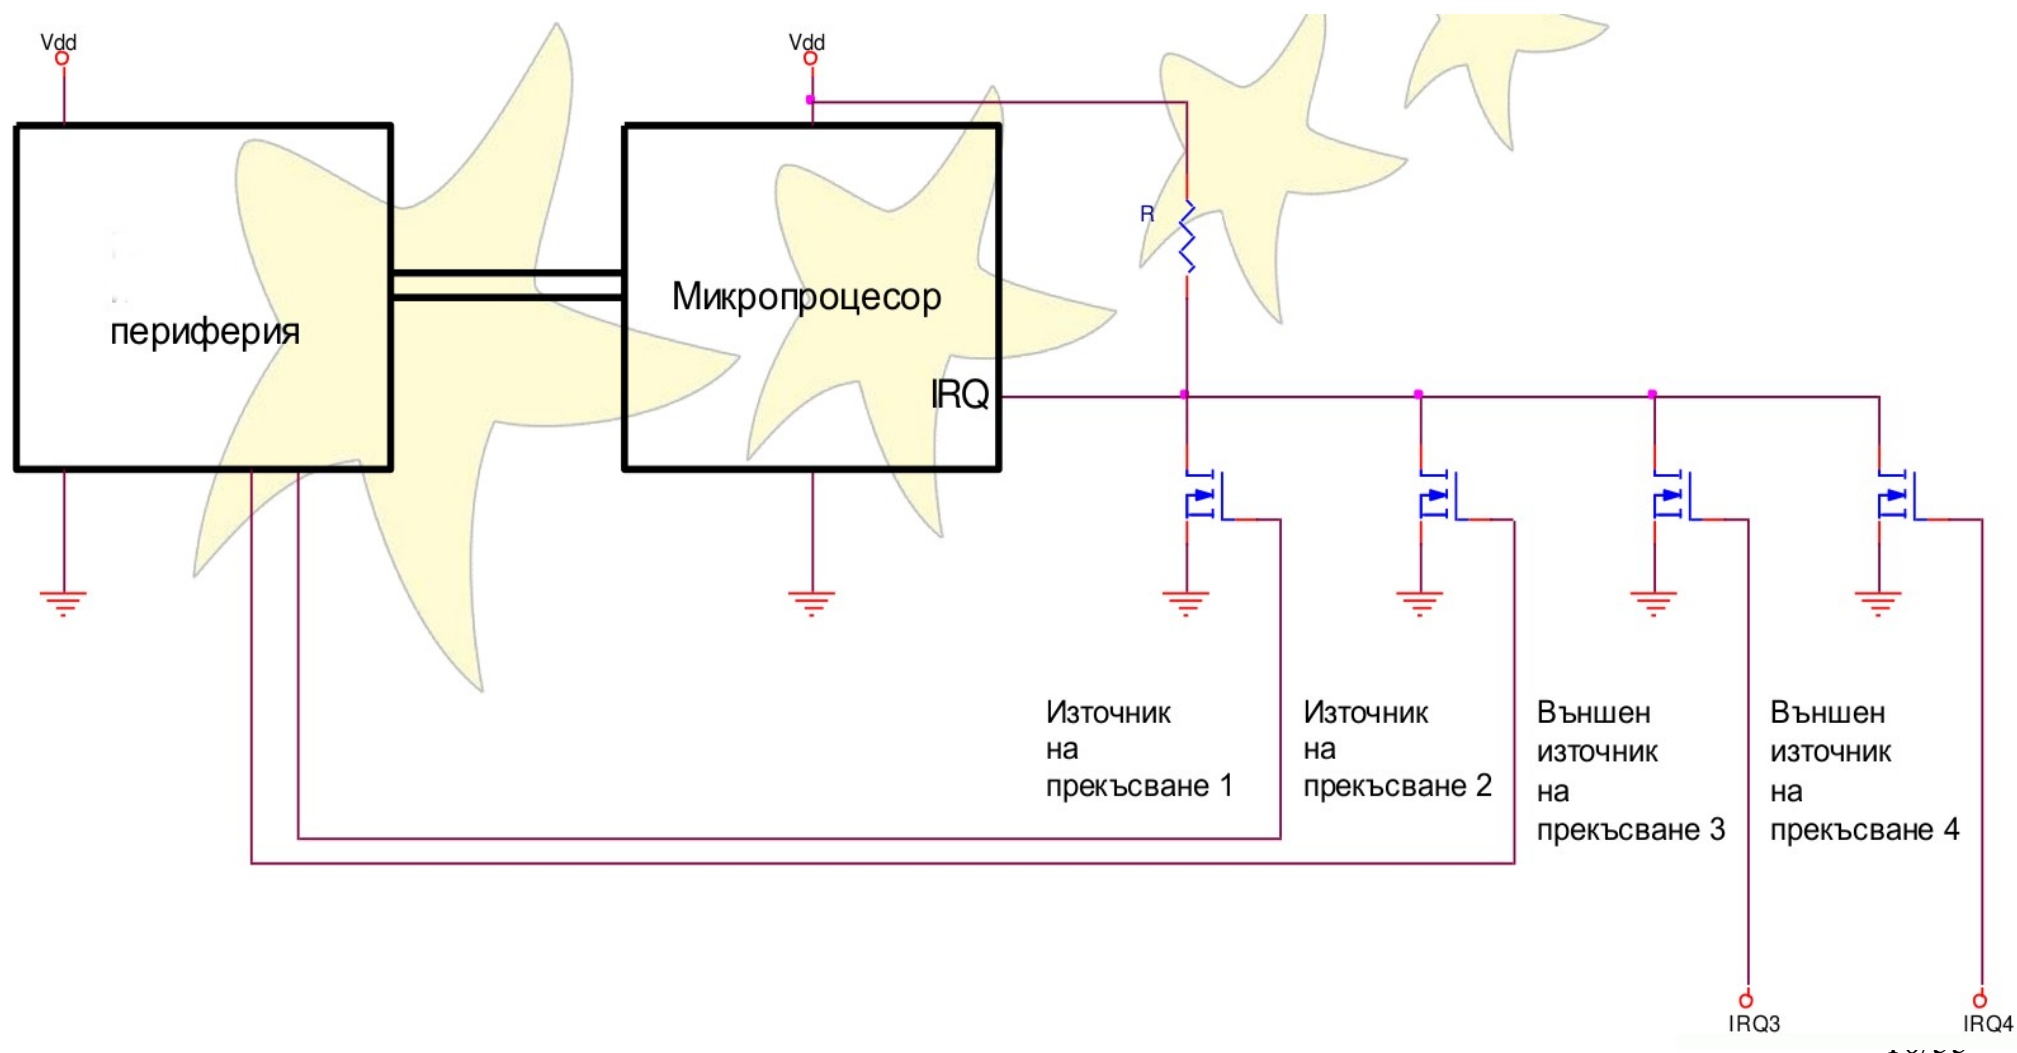 Vdd
Vdd
R
периферия
Микропроцесор
IRQ
Източник
на
прекъсване 1
Източник
на
прекъсване 2
Външен
източник
на
прекъсване 3
Външен
източник
на
прекъсване 4
IRQ3
IRQ4